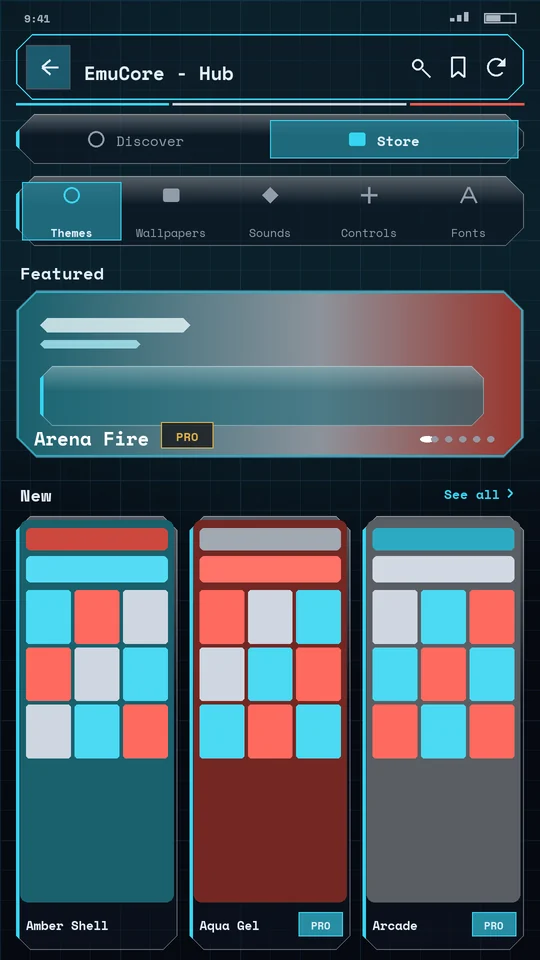 9:41
EmuCore - Hub
Discover
Store
Themes
Wallpapers
Sounds
Controls
Fonts
Featured
Arena Fire
PRO
New
See all
Amber Shell
Aqua Gel
PRO
Arcade
PRO